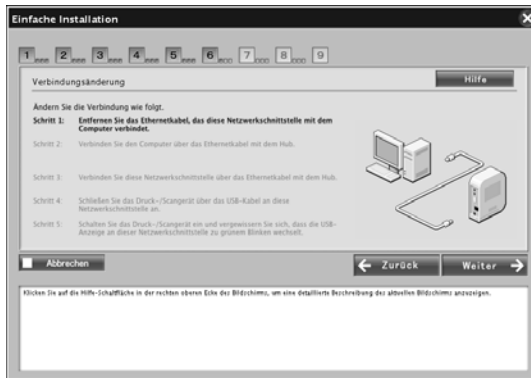 Einfache Installation
1 2 3 4 5 6 7 8 9
Verbindungsänderung
Hilfe
Ändern Sie die Verbindung wie folgt.
Schritt 1: Entfernen Sie das Ethernetkabel, das diese Netzwerkschnittstelle mit dem
Computer verbindet.
Schritt 2: Verbinden Sie den Computer über das Ethernetkabel mit dem Hub.
Schritt 3: Verbinden Sie diese Netzwerkschnittstelle über das Ethernetkabel mit dem Hub.
Schritt 4: Schließen Sie das Druck-/Scangerät über das USB-Kabel an diese
Netzwerkschnittstelle an.
Schritt 5: Schalten Sie das Druck-/Scangerät ein und vergewissern Sie sich, dass die USB-
Anzeige an dieser Netzwerkschnittstelle zu grünem Blinken wechselt.
Abbrechen
Zurück
Weiter
Klicken Sie auf die Hilfe-Schaltfläche in der rechten oberen Ecke des Bildschirms, um eine detaillierte Beschreibung des aktuellen Bildschirms anzuzeigen.